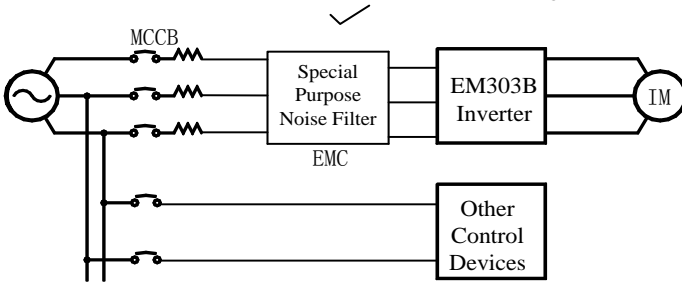 MCCB
Special
Purpose
Noise Filter
EMC
EM303B
Inverter
IM
Other
Control
Devices